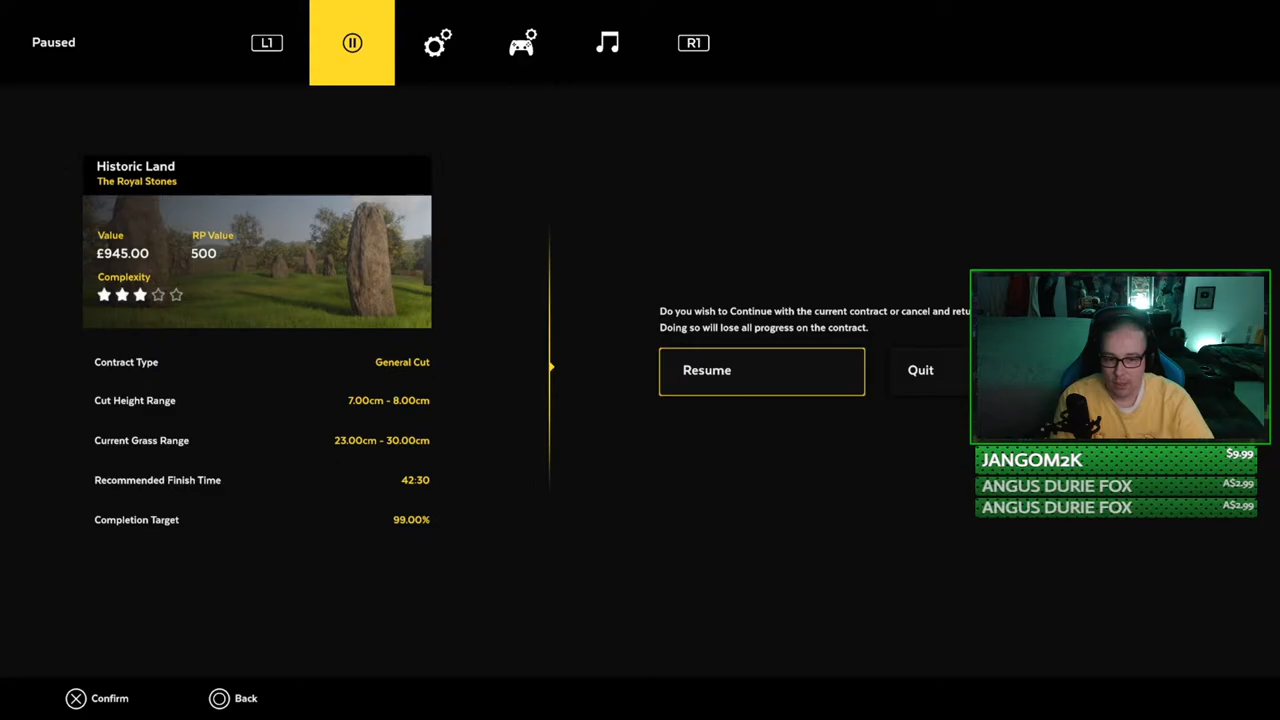 Paused
L1
R1
Historic Land
The Royal Stones
Value
RP Value
£945.00
500
Complexity
Contract Type
General Cut
Cut Height Range
7.00cm - 8.00cm
Current Grass Range
23.00cm - 30.00cm
Recommended Finish Time
42:30
Completion Target
99.00%
Do you wish to Continue with the current contract or cancel and retu
Doing so will lose all progress on the contract.
Resume
Quit
JANGOM2K
$9.99
ANGUS DURIE FOX
A$2.99
ANGUS DURIE FOX
A$2.99
Confirm
Back